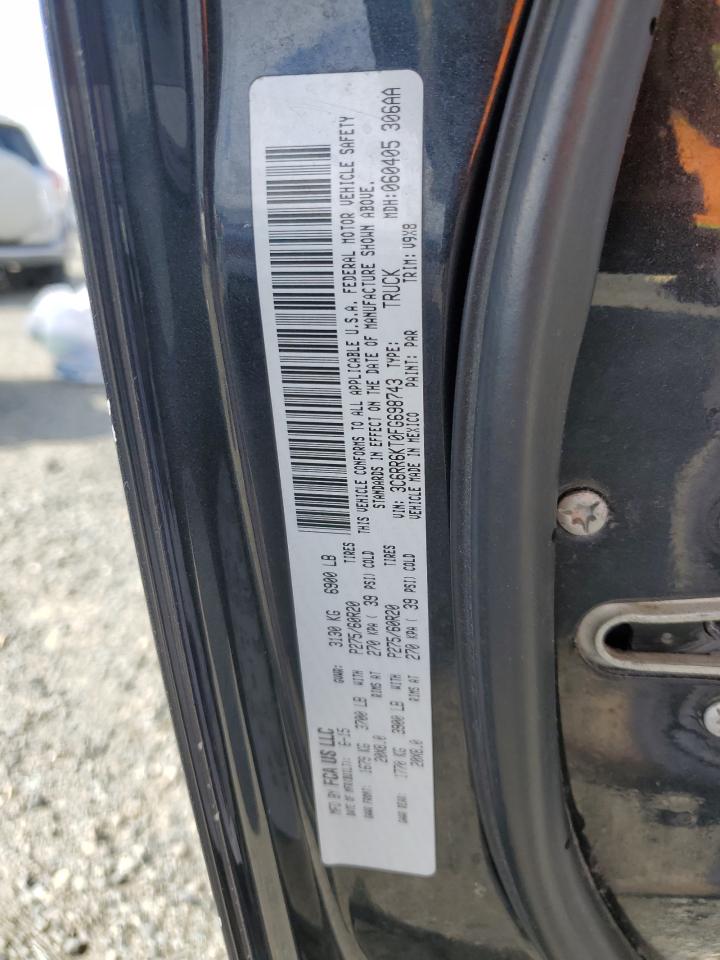 MFD BY FCA US LLC
DATE OF MFR: 6-15 GVWR: 3130 KG 6900 LB
GAWR FRONT: 1675 KG 3700 LB WITH P275/60R20 TIRES
20X8.0 RIMS AT 270 KPA ( 39 PSI) COLD
GAWR REAR: 1770 KG 3900 LB WITH P275/60R20 TIRES
20X8.0 RIMS AT 270 KPA ( 39 PSI) COLD
THIS VEHICLE CONFORMS TO ALL APPLICABLE U.S.A. FEDERAL MOTOR VEHICLE SAFETY
STANDARDS IN EFFECT ON THE DATE OF MANUFACTURE SHOWN ABOVE.
VIN: 3C6RR6KT0FG698743 TYPE: TRUCK MDH:060405 306AA
VEHICLE MADE IN MEXICO PAINT: PAR TRIM: V9X8